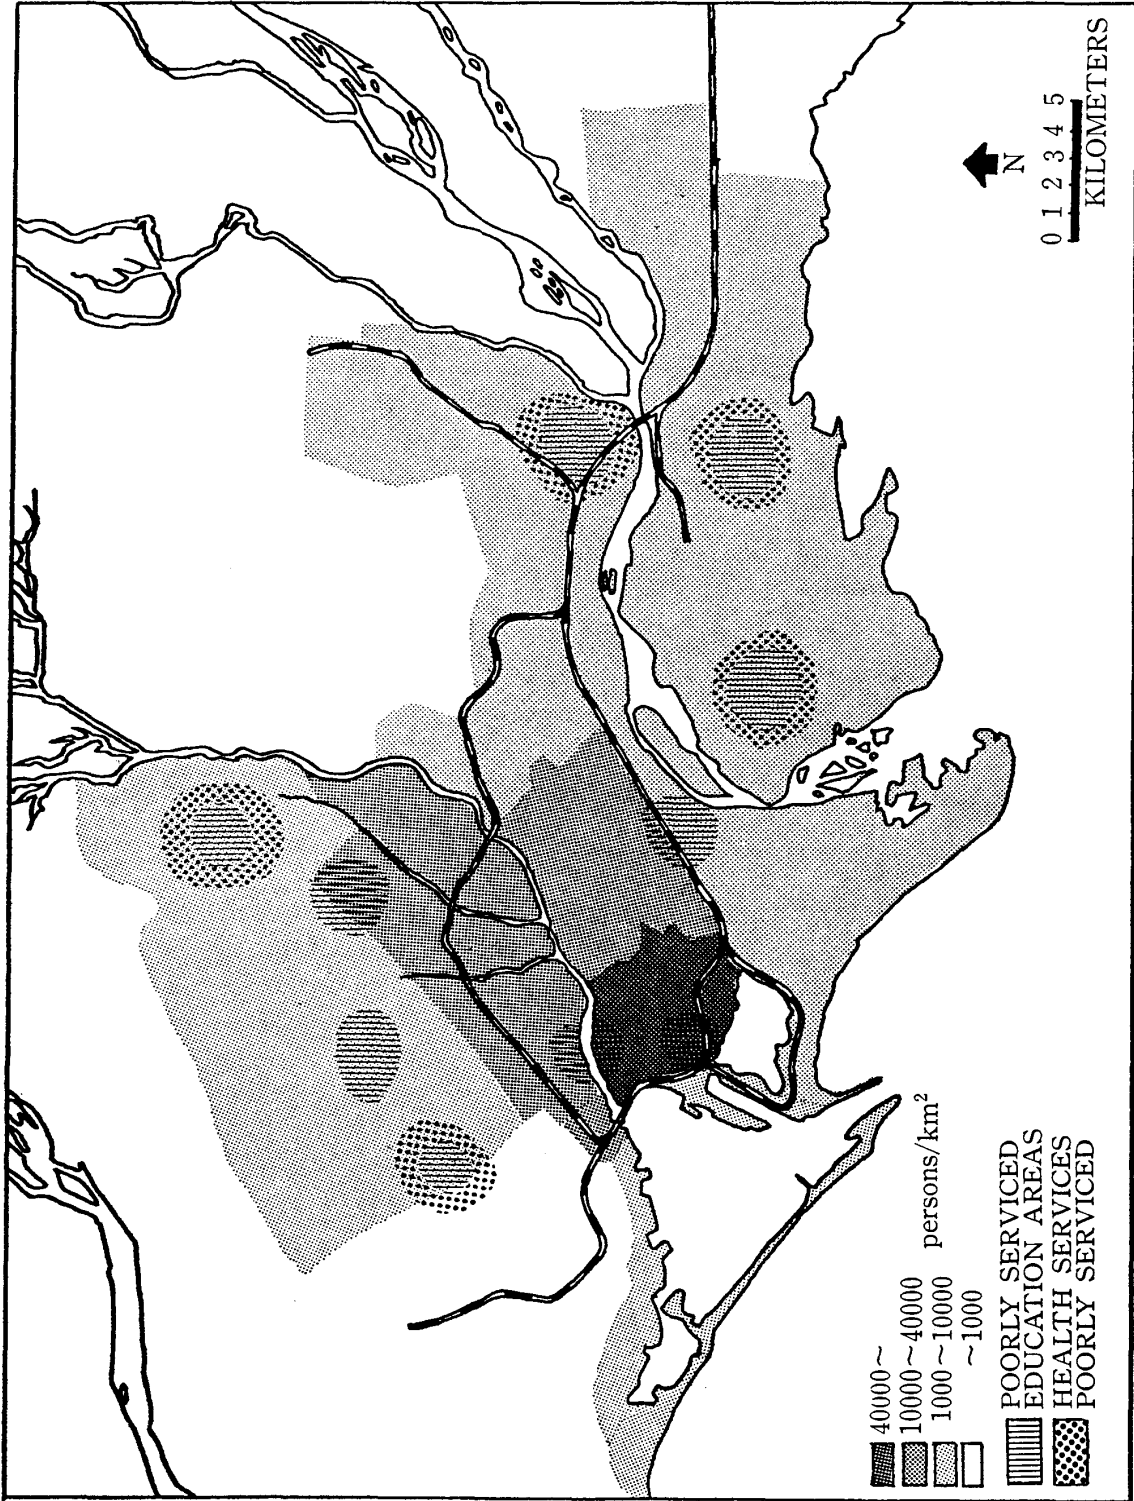 N
0 1 2 3 4 5
KILOMETERS
40000~
10000~40000
1000~10000
~1000
persons/km²
POORLY SERVICED
EDUCATION AREAS
HEALTH SERVICES
POORLY SERVICED